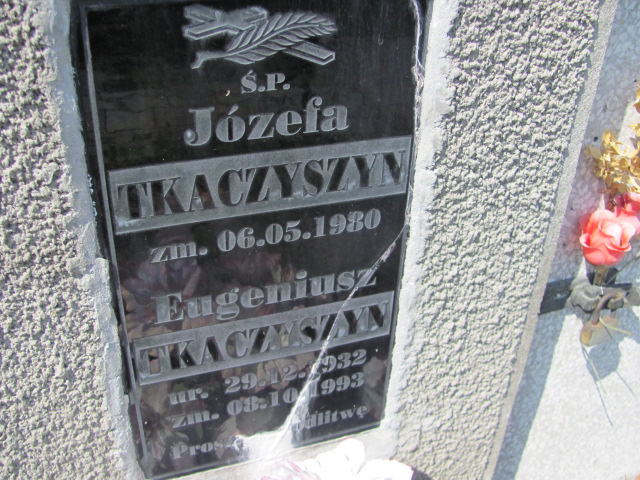 Ś.P.
Józefa
TKACZYSZYN
zm. 06.05.1980
Eugeniusz
TKACZYSZYN
ur. 29.12.1932
zm. 08.10.1993